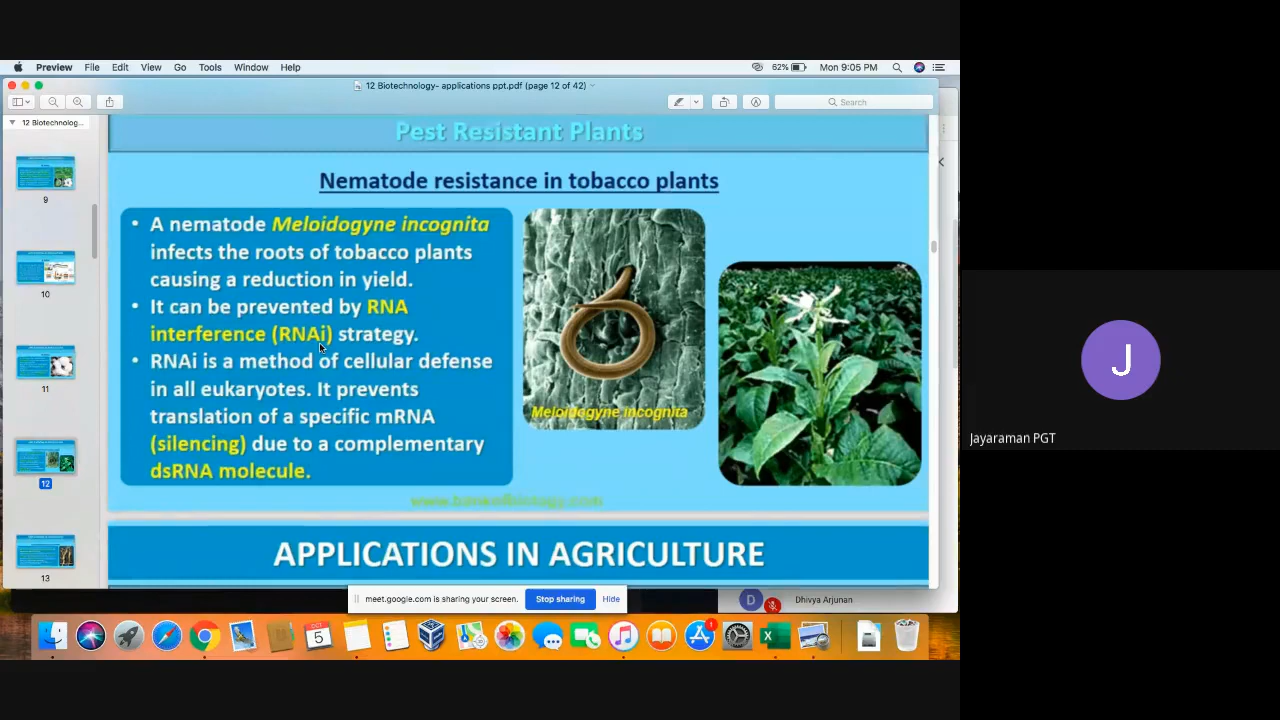 Preview File Edit View Go Tools Window Help
62% Mon 9:05 PM
12 Biotechnology- applications ppt.pdf (page 12 of 42)
Search
12 Biotechnolog...
9
10
11
12
13
Pest Resistant Plants
Nematode resistance in tobacco plants
• A nematode Meloidogyne incognita
infects the roots of tobacco plants
causing a reduction in yield.
• It can be prevented by RNA
interference (RNAi) strategy.
• RNAi is a method of cellular defense
in all eukaryotes. It prevents
translation of a specific mRNA
(silencing) due to a complementary
dsRNA molecule.
Meloidogyne incognita
APPLICATIONS IN AGRICULTURE
meet.google.com is sharing your screen. Stop sharing Hide
D Dhivya Arjunan
OCT
5
1
J
Jayaraman PGT